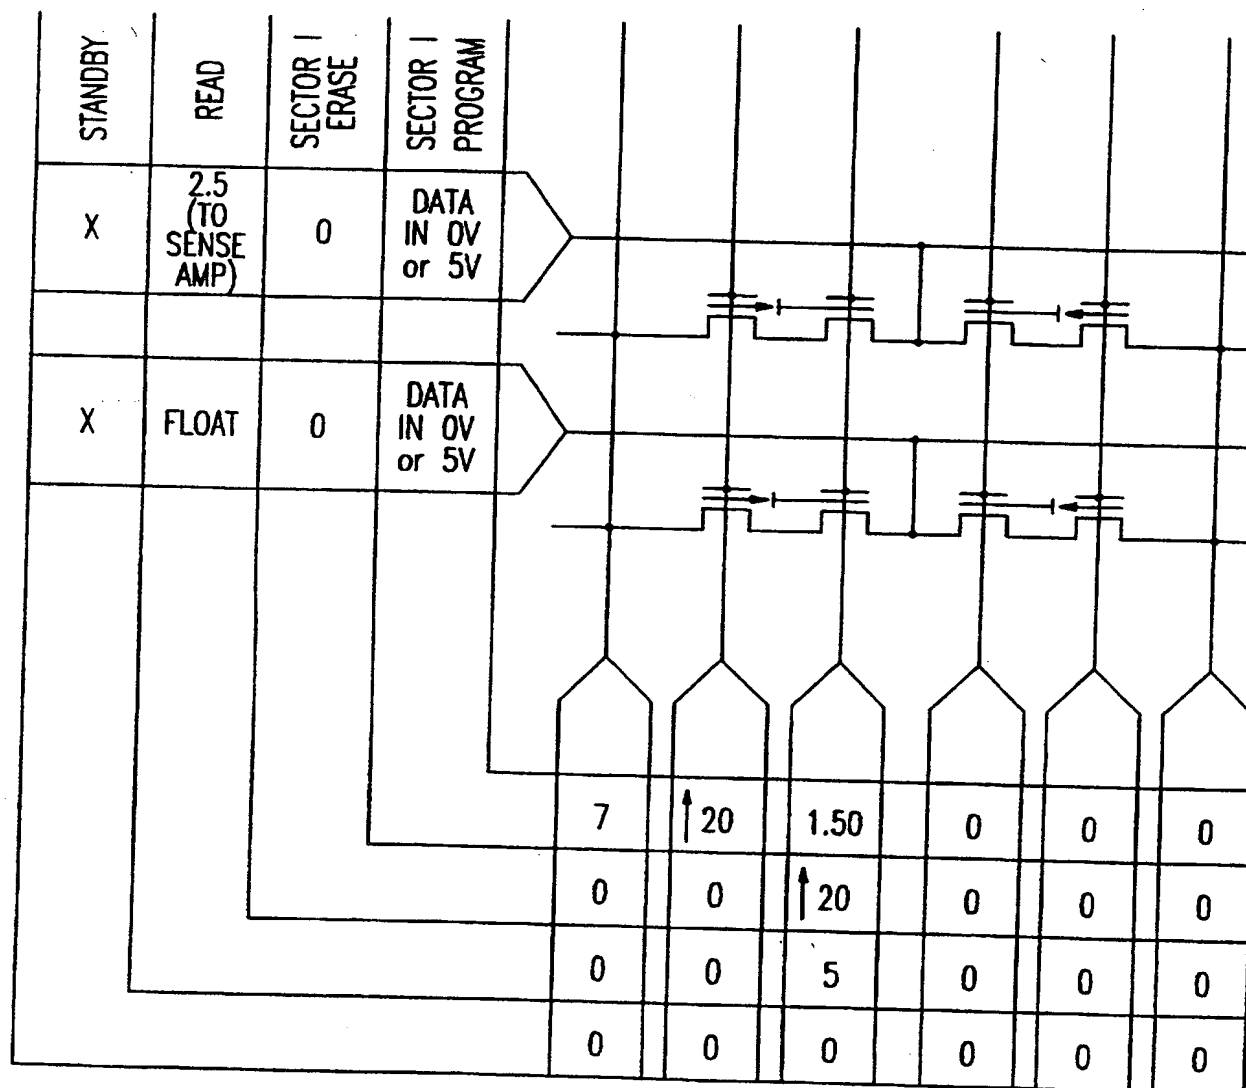 STANDBY
READ
SECTOR I
ERASE
SECTOR I
PROGRAM
X
2.5
(TO
SENSE
AMP)
0
DATA
IN 0V
or 5V
X
FLOAT
0
DATA
IN 0V
or 5V
7 ↑20 1.50 0 0 0
0 0 ↑20 0 0 0
0 0 5 0 0 0
0 0 0 0 0 0